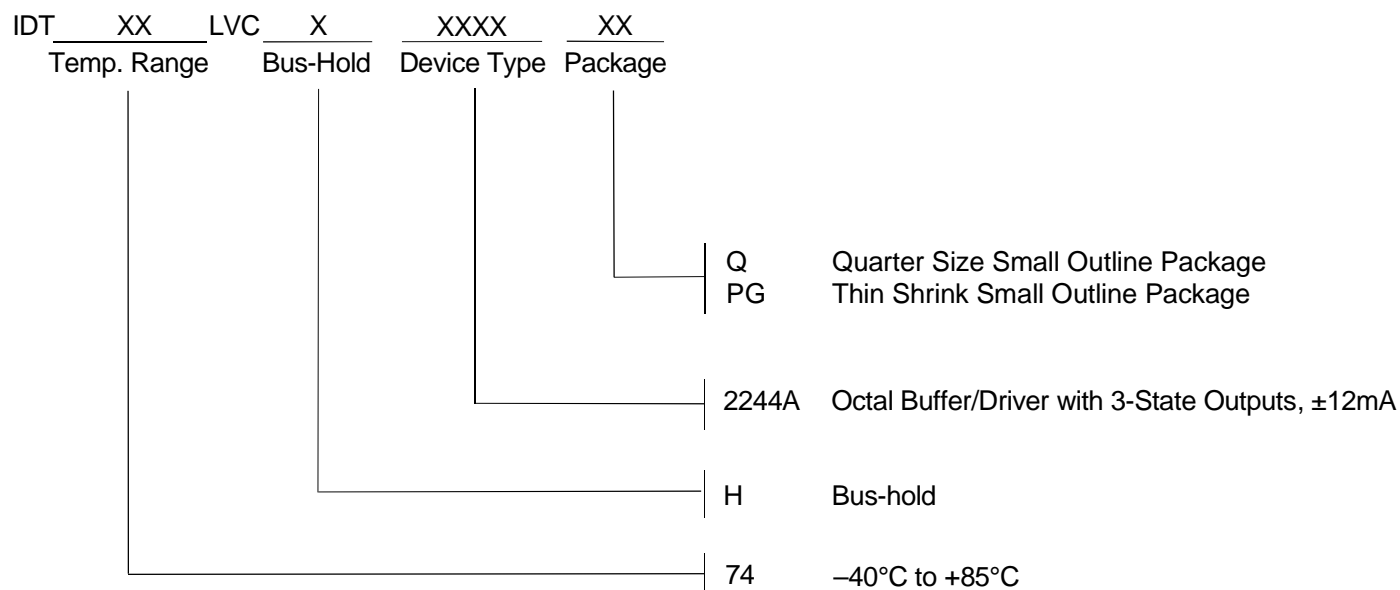 IDT XX LVC X XXXX XX
Temp. Range Bus-Hold Device Type Package
Q Quarter Size Small Outline Package
PG Thin Shrink Small Outline Package
2244A Octal Buffer/Driver with 3-State Outputs, ±12mA
H Bus-hold
74 –40°C to +85°C